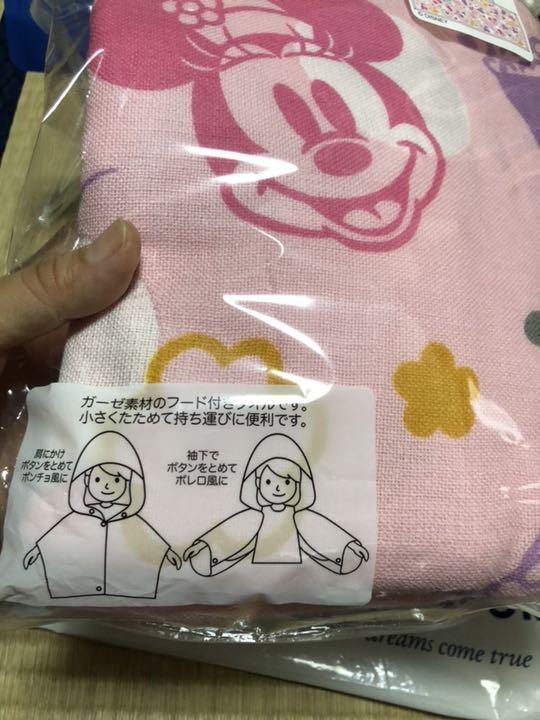 © DISNEY
ガーゼ素材のフード付きタオルです。
小さくたためて持ち運びに便利です。
肩にかけ
ボタンをとめて
ポンチョ風に
袖下で
ボタンをとめて
ボレロ風に
dreams come true